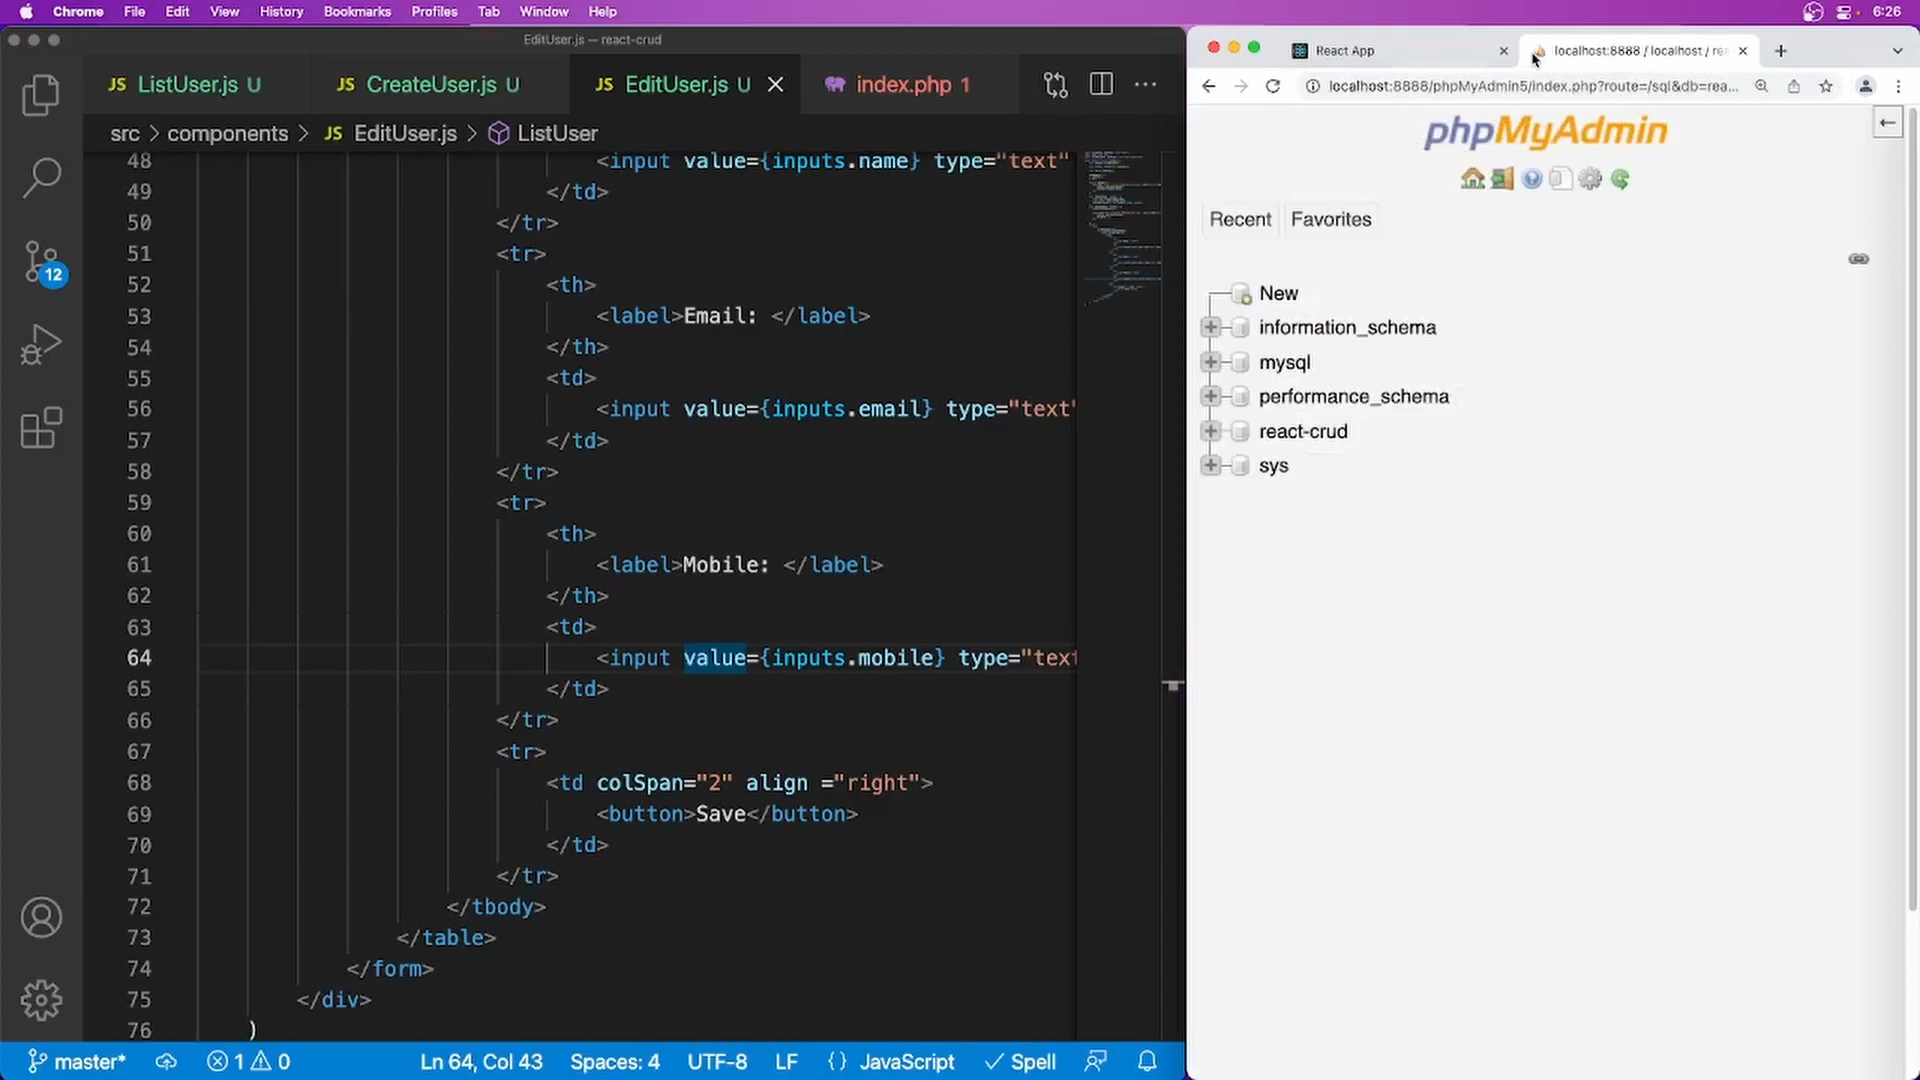 Chrome File Edit View History Bookmarks Profiles Tab Window Help 6:26
EditUser.js — react-crud
JS ListUser.js U JS CreateUser.js U JS EditUser.js U index.php 1
src > components > JS EditUser.js > ListUser
48 <input value={inputs.name} type="text"
49 </td>
50 </tr>
51 <tr>
52 <th>
53 <label>Email: </label>
54 </th>
55 <td>
56 <input value={inputs.email} type="text"
57 </td>
58 </tr>
59 <tr>
60 <th>
61 <label>Mobile: </label>
62 </th>
63 <td>
64 <input value={inputs.mobile} type="text
65 </td>
66 </tr>
67 <tr>
68 <td colSpan="2" align ="right">
69 <button>Save</button>
70 </td>
71 </tr>
72 </tbody>
73 </table>
74 </form>
75 </div>
76 )
12
master* 1 0 Ln 64, Col 43 Spaces: 4 UTF-8 LF {} JavaScript Spell
React App localhost:8888 / localhost / rea
localhost:8888/phpMyAdmin5/index.php?route=/sql&db=rea...
phpMyAdmin
Recent Favorites
New
information_schema
mysql
performance_schema
react-crud
sys